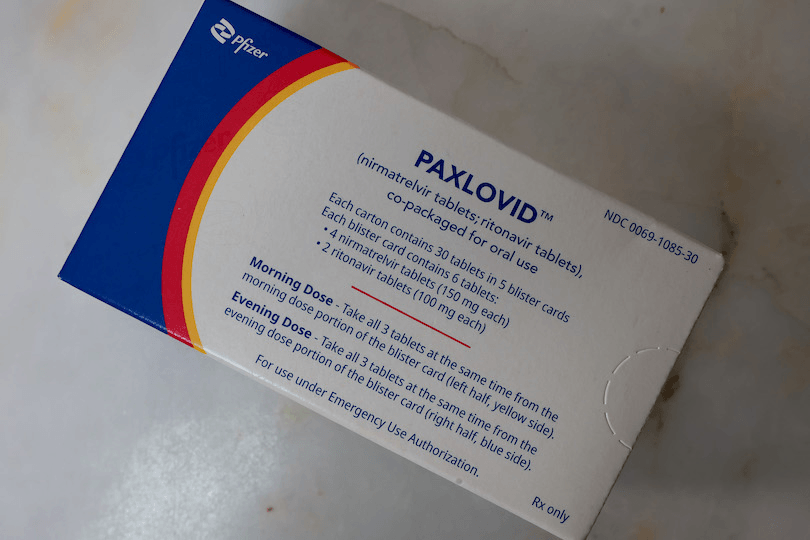 Pfizer
PAXLOVID™
(nirmatrelvir tablets; ritonavir tablets),
co-packaged for oral use
NDC 0069-1085-30
Each carton contains 30 tablets in 5 blister cards
Each blister card contains 6 tablets:
• 4 nirmatrelvir tablets (150 mg each)
• 2 ritonavir tablets (100 mg each)
Morning Dose - Take all 3 tablets at the same time from the
morning dose portion of the blister card (left half, yellow side).
Evening Dose - Take all 3 tablets at the same time from the
evening dose portion of the blister card (right half, blue side).
For use under Emergency Use Authorization.
Rx only